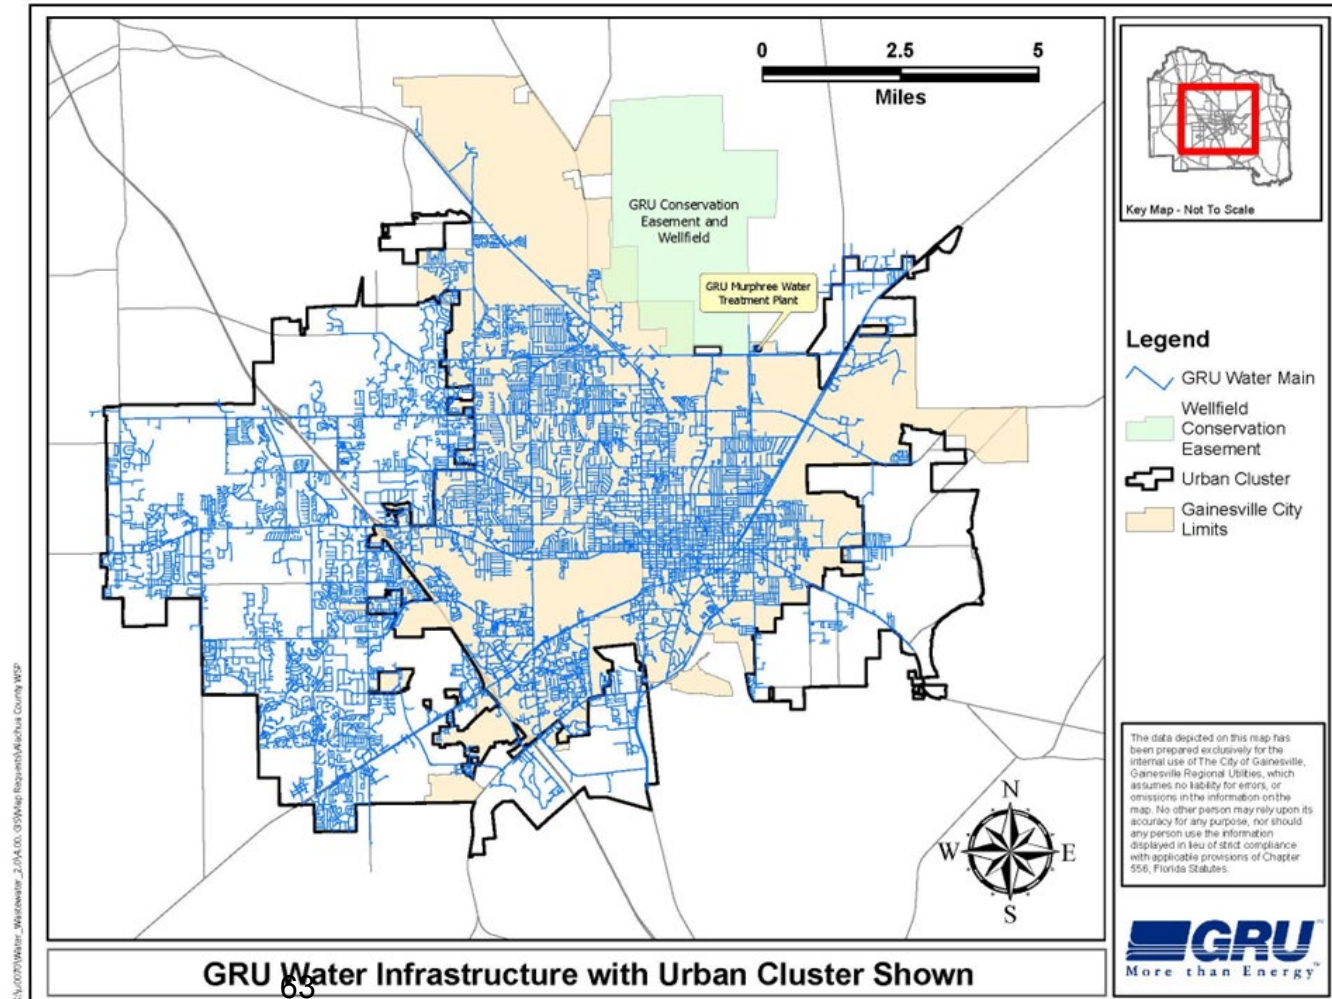 0 2.5 5
Miles
GRU Conservation
Easement and
Wellfield
GRU Murphree Water
Treatment Plant
N
W E
S
Key Map - Not To Scale
Legend
GRU Water Main
Wellfield
Conservation
Easement
Urban Cluster
Gainesville City
Limits
The data depicted on this map has
been prepared exclusively for the
internal use of The City of Gainesville,
Gainesville Regional Utilities, which
assumes no liability for errors, or
omissions in the information on the
map. No other person may rely upon its
accuracy for any purpose, nor should
any person use the information
displayed in lieu of strict compliance
with applicable provisions of Chapter
556, Florida Statutes.
GRU
More than Energy™
GRU Water Infrastructure with Urban Cluster Shown
63